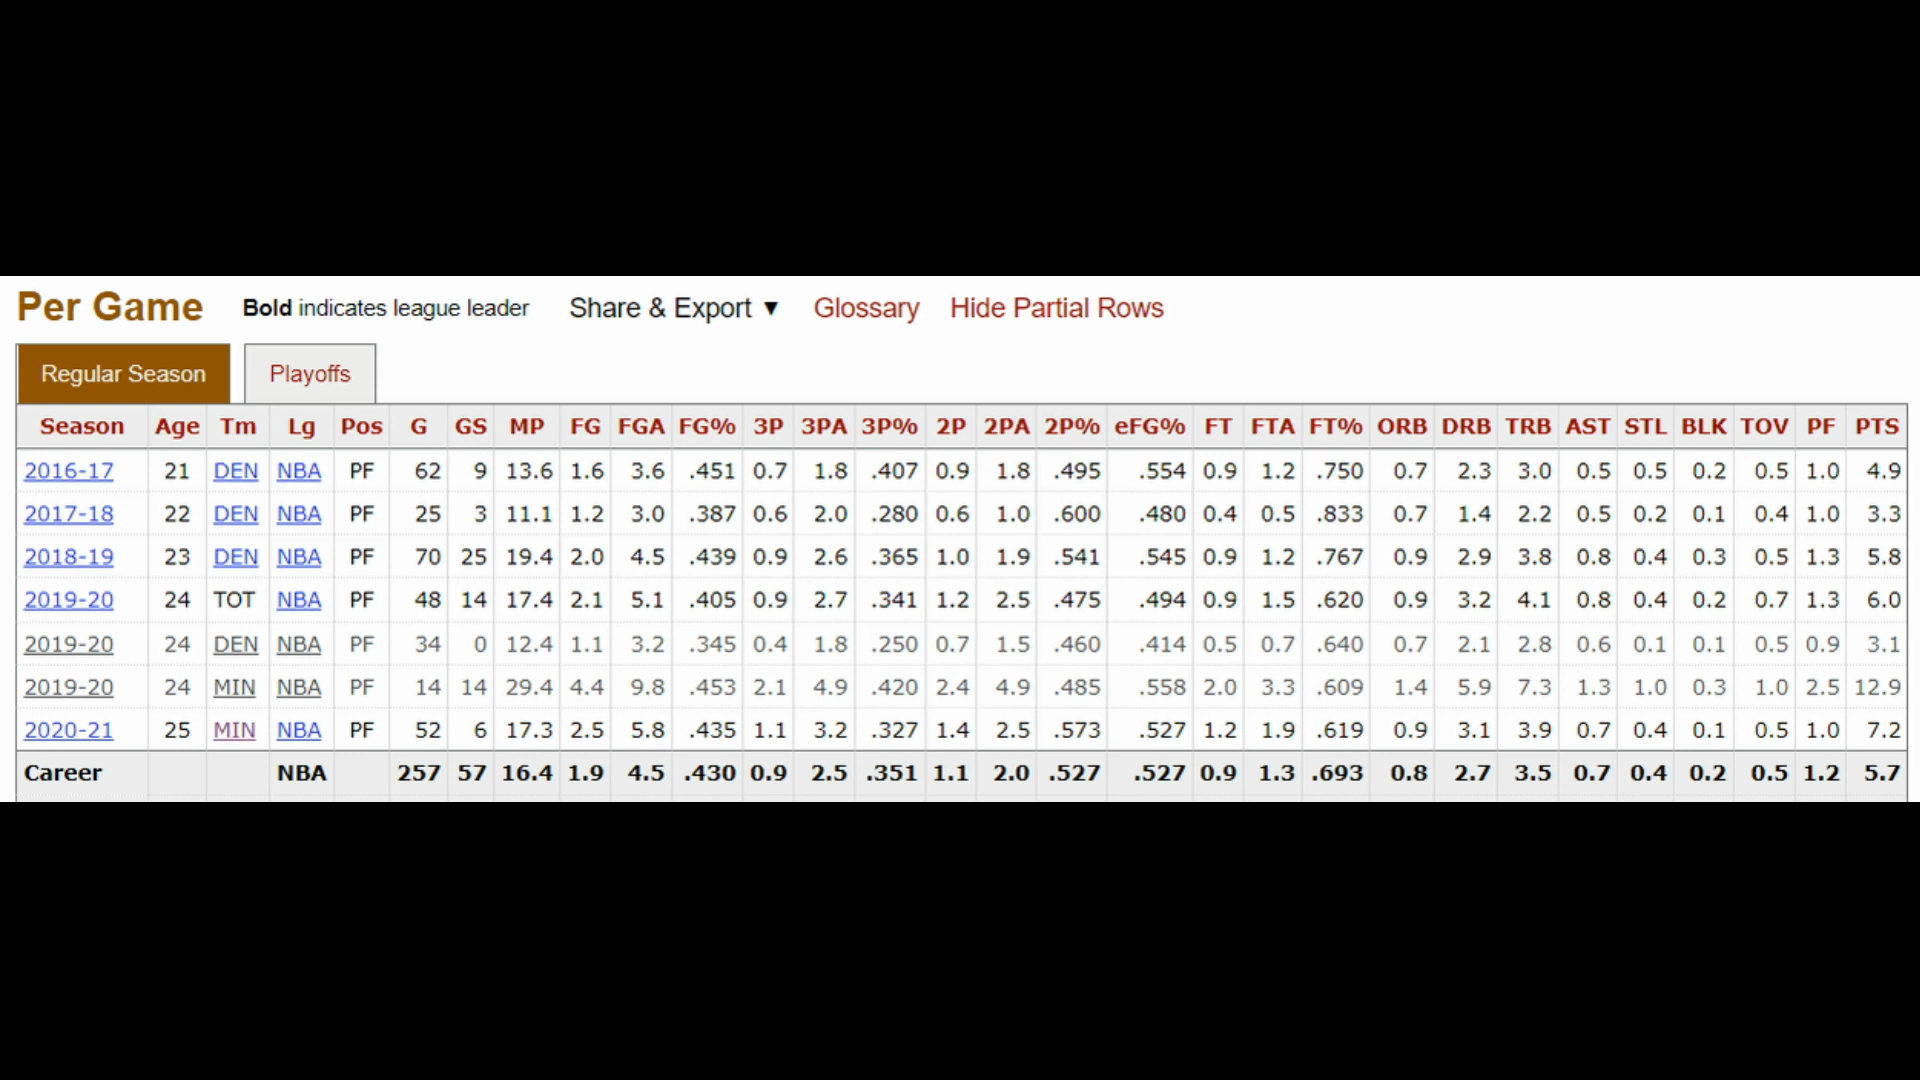 Per Game Bold indicates league leader Share & Export ▼ Glossary Hide Partial Rows
Regular Season Playoffs
Season Age Tm Lg Pos G GS MP FG FGA FG% 3P 3PA 3P% 2P 2PA 2P% eFG% FT FTA FT% ORB DRB TRB AST STL BLK TOV PF PTS
2016-17 21 DEN NBA PF 62 9 13.6 1.6 3.6 .451 0.7 1.8 .407 0.9 1.8 .495 .554 0.9 1.2 .750 0.7 2.3 3.0 0.5 0.5 0.2 0.5 1.0 4.9
2017-18 22 DEN NBA PF 25 3 11.1 1.2 3.0 .387 0.6 2.0 .280 0.6 1.0 .600 .480 0.4 0.5 .833 0.7 1.4 2.2 0.5 0.2 0.1 0.4 1.0 3.3
2018-19 23 DEN NBA PF 70 25 19.4 2.0 4.5 .439 0.9 2.6 .365 1.0 1.9 .541 .545 0.9 1.2 .767 0.9 2.9 3.8 0.8 0.4 0.3 0.5 1.3 5.8
2019-20 24 TOT NBA PF 48 14 17.4 2.1 5.1 .405 0.9 2.7 .341 1.2 2.5 .475 .494 0.9 1.5 .620 0.9 3.2 4.1 0.8 0.4 0.2 0.7 1.3 6.0
2019-20 24 DEN NBA PF 34 0 12.4 1.1 3.2 .345 0.4 1.8 .250 0.7 1.5 .460 .414 0.5 0.7 .640 0.7 2.1 2.8 0.6 0.1 0.1 0.5 0.9 3.1
2019-20 24 MIN NBA PF 14 14 29.4 4.4 9.8 .453 2.1 4.9 .420 2.4 4.9 .485 .558 2.0 3.3 .609 1.4 5.9 7.3 1.3 1.0 0.3 1.0 2.5 12.9
2020-21 25 MIN NBA PF 52 6 17.3 2.5 5.8 .435 1.1 3.2 .327 1.4 2.5 .573 .527 1.2 1.9 .619 0.9 3.1 3.9 0.7 0.4 0.1 0.5 1.0 7.2
Career NBA 257 57 16.4 1.9 4.5 .430 0.9 2.5 .351 1.1 2.0 .527 .527 0.9 1.3 .693 0.8 2.7 3.5 0.7 0.4 0.2 0.5 1.2 5.7